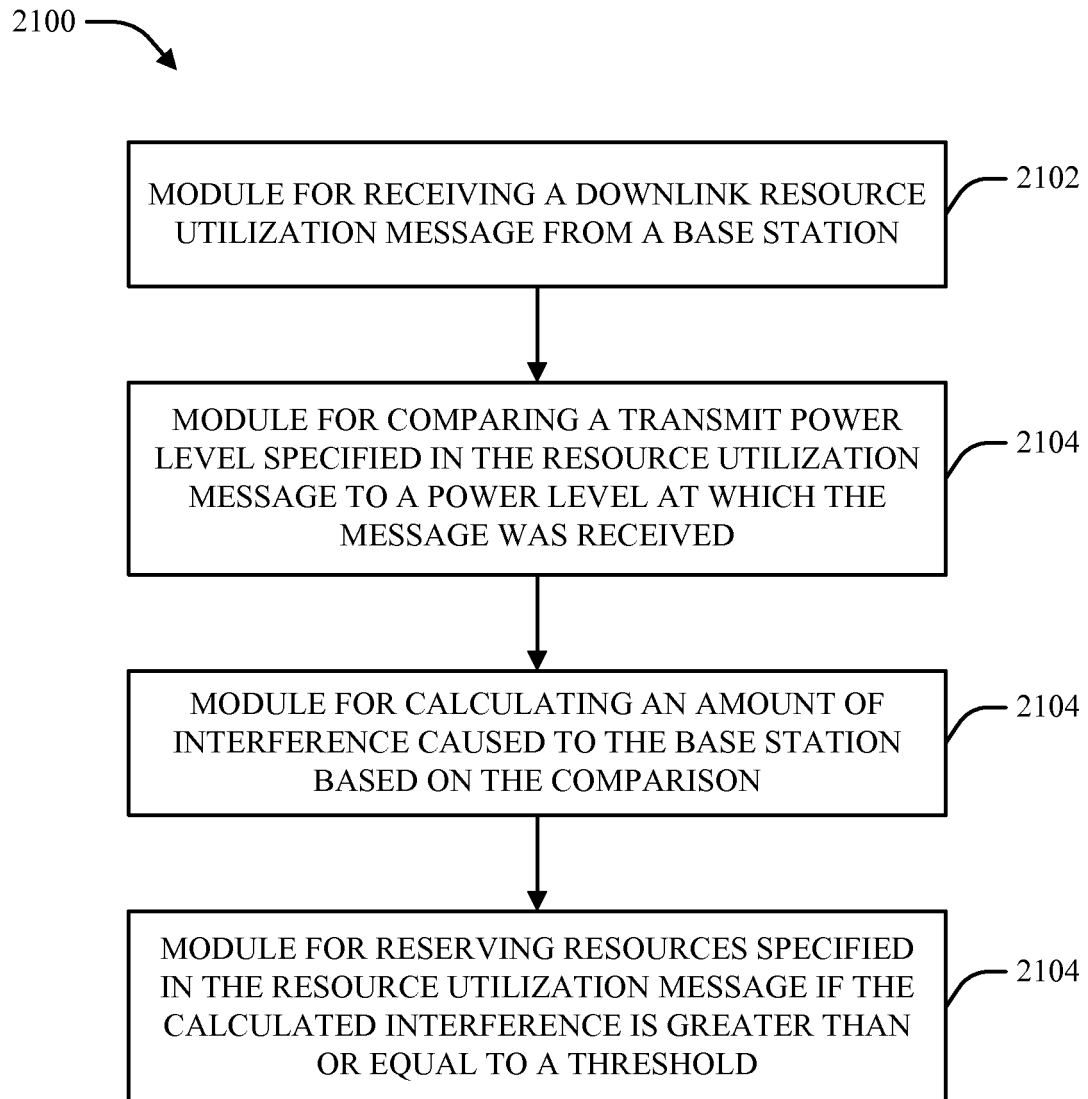 2100
MODULE FOR RECEIVING A DOWNLINK RESOURCE
UTILIZATION MESSAGE FROM A BASE STATION
2102
MODULE FOR COMPARING A TRANSMIT POWER
LEVEL SPECIFIED IN THE RESOURCE UTILIZATION
MESSAGE TO A POWER LEVEL AT WHICH THE
MESSAGE WAS RECEIVED
2104
MODULE FOR CALCULATING AN AMOUNT OF
INTERFERENCE CAUSED TO THE BASE STATION
BASED ON THE COMPARISON
2104
MODULE FOR RESERVING RESOURCES SPECIFIED
IN THE RESOURCE UTILIZATION MESSAGE IF THE
CALCULATED INTERFERENCE IS GREATER THAN
OR EQUAL TO A THRESHOLD
2104